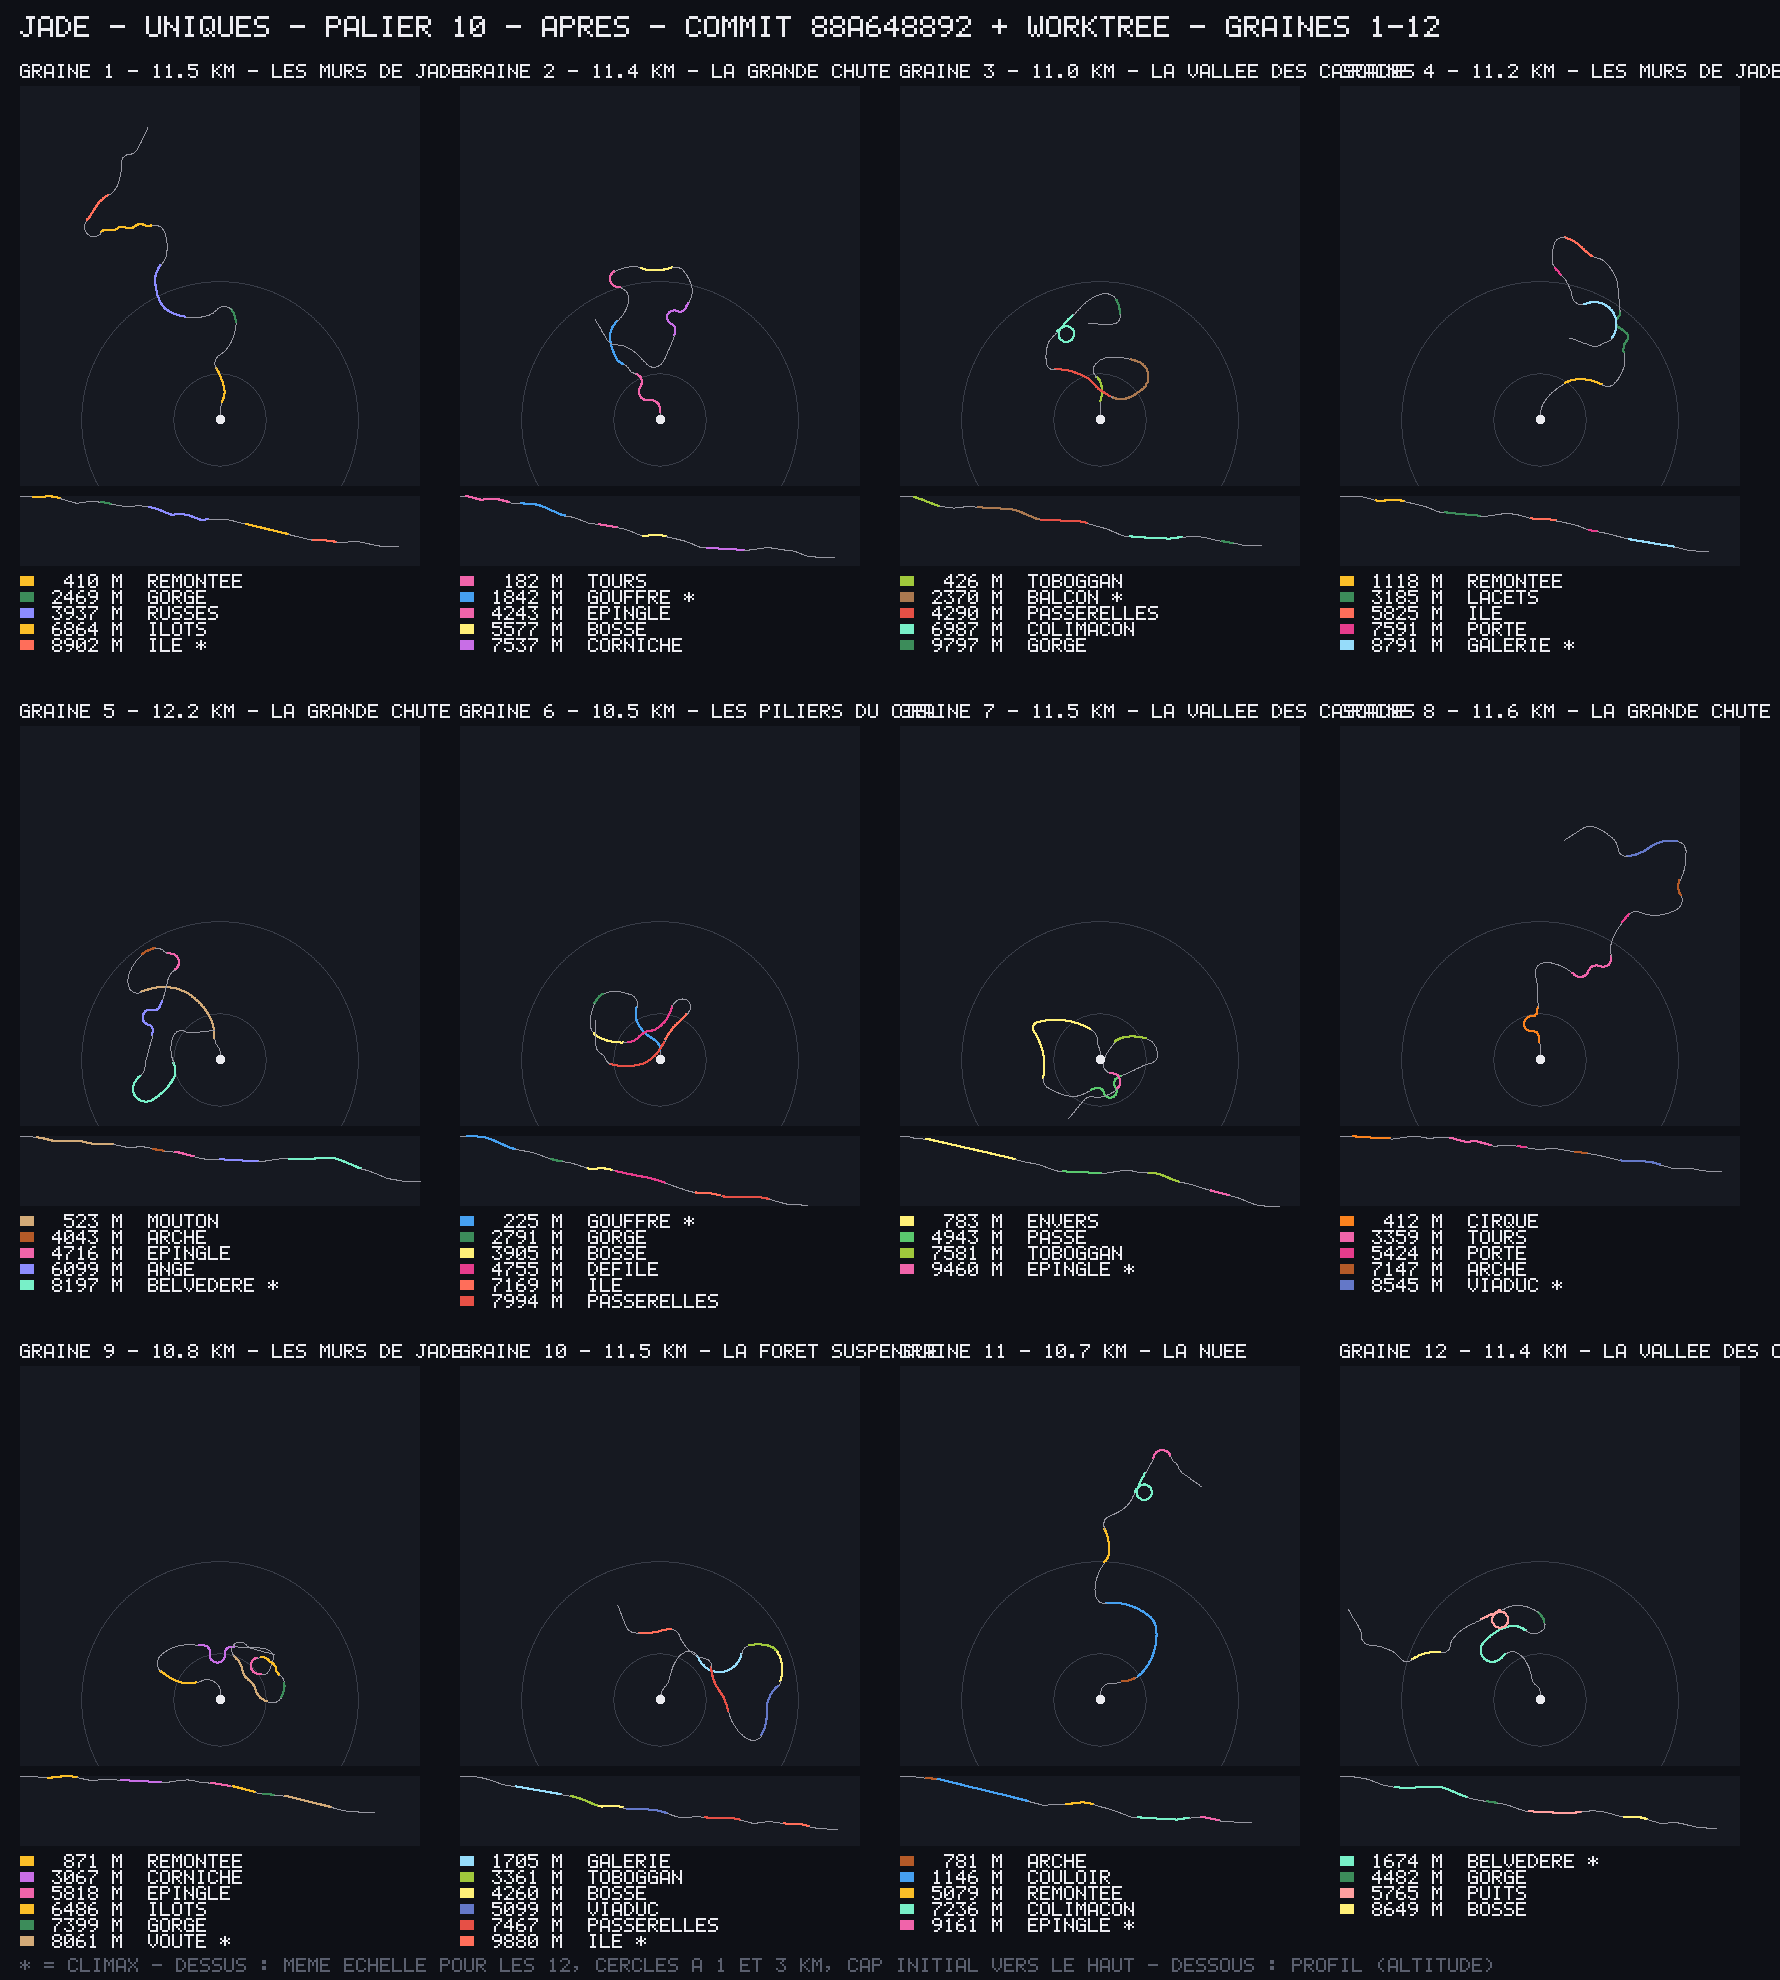 JADE - UNIQUES - PALIER 10 - APRES - COMMIT 88A648892 + WORKTREE - GRAINES 1-12
GRAINE 1 - 11.5 KM - LES MURS DE JADE
410 M REMONTEE
2469 M GORGE
3937 M RUSSES
6864 M ILOTS
8902 M ILE *
GRAINE 2 - 11.4 KM - LA GRANDE CHUTE
182 M TOURS
1842 M GOUFFRE *
4243 M EPINGLE
5577 M BOSSE
7537 M CORNICHE
GRAINE 3 - 11.0 KM - LA VALLEE DES CASCADES
426 M TOBOGGAN
2370 M BALCON *
4290 M PASSERELLES
6987 M COLIMACON
9797 M GORGE
GRAINE 4 - 11.2 KM - LES MURS DE JADE
1118 M REMONTEE
3185 M LACETS
5825 M ILE
7591 M PORTE
8791 M GALERIE *
GRAINE 5 - 12.2 KM - LA GRANDE CHUTE
523 M MOUTON
4043 M ARCHE
4716 M EPINGLE
6099 M ANGE
8197 M BELVEDERE *
GRAINE 6 - 10.5 KM - LES PILIERS DU CIEL
225 M GOUFFRE *
2791 M GORGE
3905 M BOSSE
4755 M DEFILE
7169 M ILE
7994 M PASSERELLES
GRAINE 7 - 11.5 KM - LA VALLEE DES CASCADES
783 M ENVERS
4943 M PASSE
7581 M TOBOGGAN
9460 M EPINGLE *
GRAINE 8 - 11.6 KM - LA GRANDE CHUTE
412 M CIRQUE
3359 M TOURS
5424 M PORTE
7147 M ARCHE
8545 M VIADUC *
GRAINE 9 - 10.8 KM - LES MURS DE JADE
871 M REMONTEE
3067 M CORNICHE
5818 M EPINGLE
6486 M ILOTS
7399 M GORGE
8061 M VOUTE *
GRAINE 10 - 11.5 KM - LA FORET SUSPENDUE
1705 M GALERIE
3361 M TOBOGGAN
4260 M BOSSE
5099 M VIADUC
7467 M PASSERELLES
9880 M ILE *
GRAINE 11 - 10.7 KM - LA NUEE
781 M ARCHE
1146 M COULOIR
5079 M REMONTEE
7236 M COLIMACON
9161 M EPINGLE *
GRAINE 12 - 11.4 KM - LA VALLEE DES
1674 M BELVEDERE *
4482 M GORGE
5765 M PUITS
8649 M BOSSE
* = CLIMAX - DESSUS : MEME ECHELLE POUR LES 12, CERCLES A 1 ET 3 KM, CAP INITIAL VERS LE HAUT - DESSOUS : PROFIL (ALTITUDE)